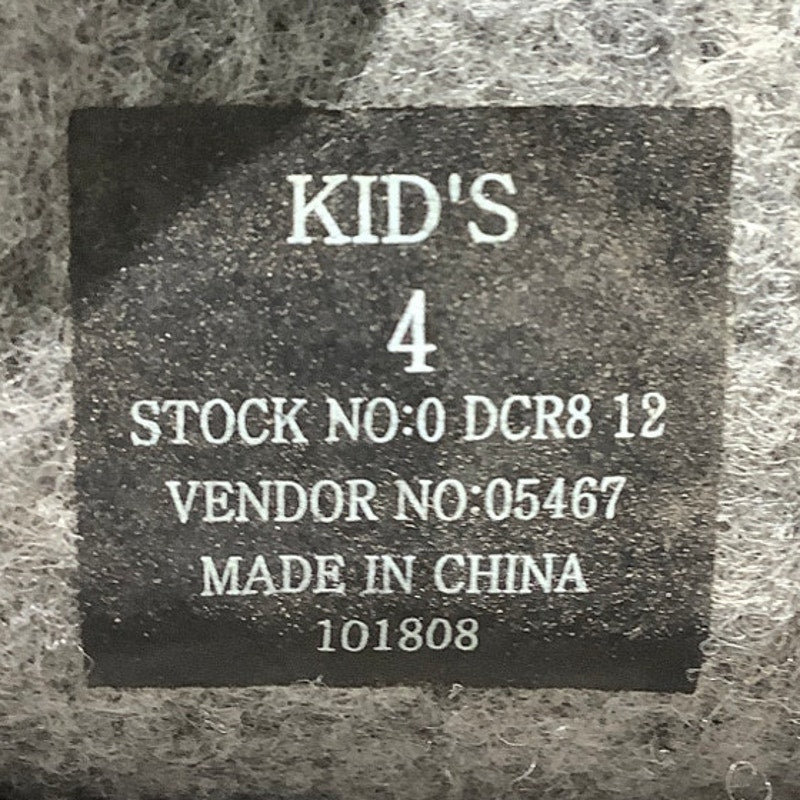 KID'S
4
STOCK NO:0 DCR8 12
VENDOR NO:05467
MADE IN CHINA
101808